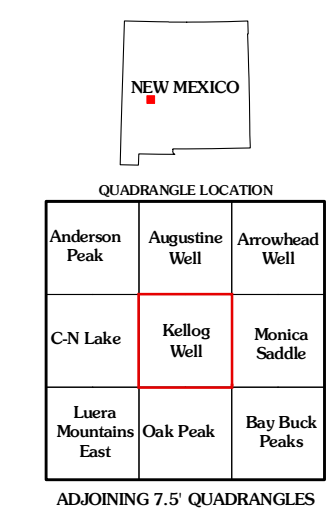 NEW MEXICO
QUADRANGLE LOCATION
Anderson
Peak
Augustine
Well
Arrowhead
Well
C-N Lake
Kellog
Well
Monica
Saddle
Luera
Mountains
East
Oak Peak
Bay Buck
Peaks
ADJOINING 7.5' QUADRANGLES